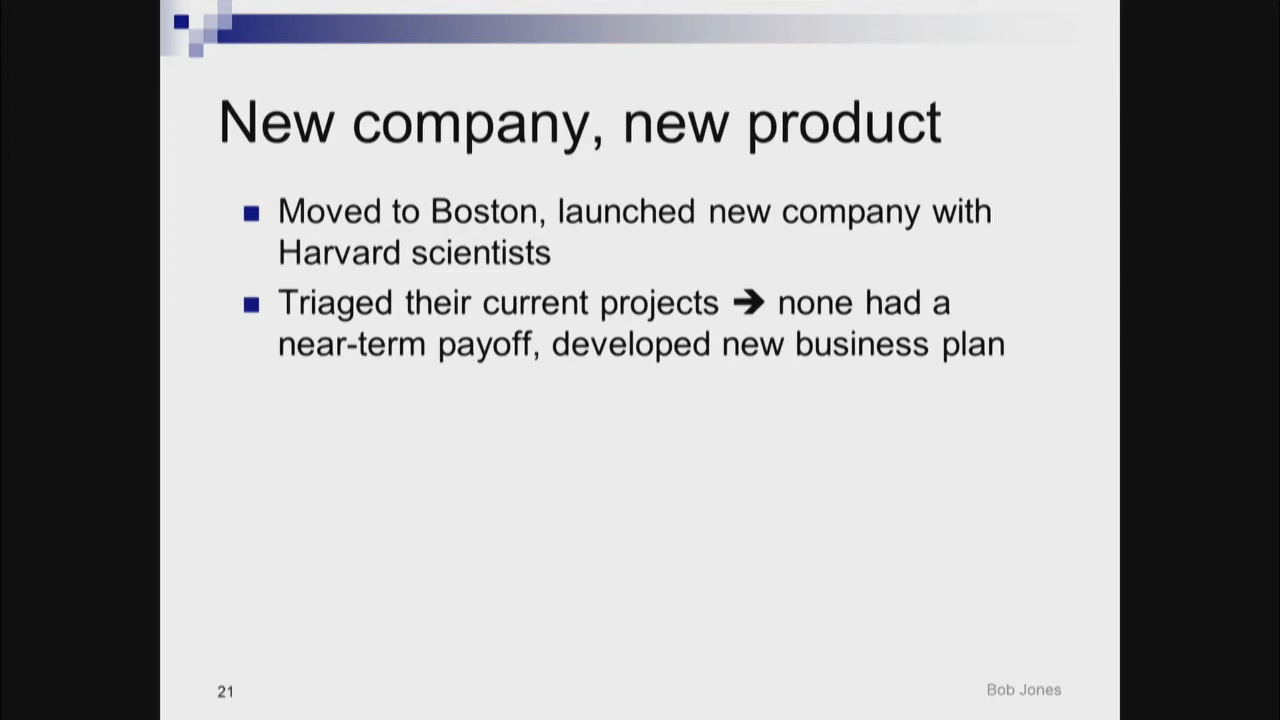 New company, new product
Moved to Boston, launched new company with
Harvard scientists
Triaged their current projects ➔ none had a
near-term payoff, developed new business plan
21
Bob Jones